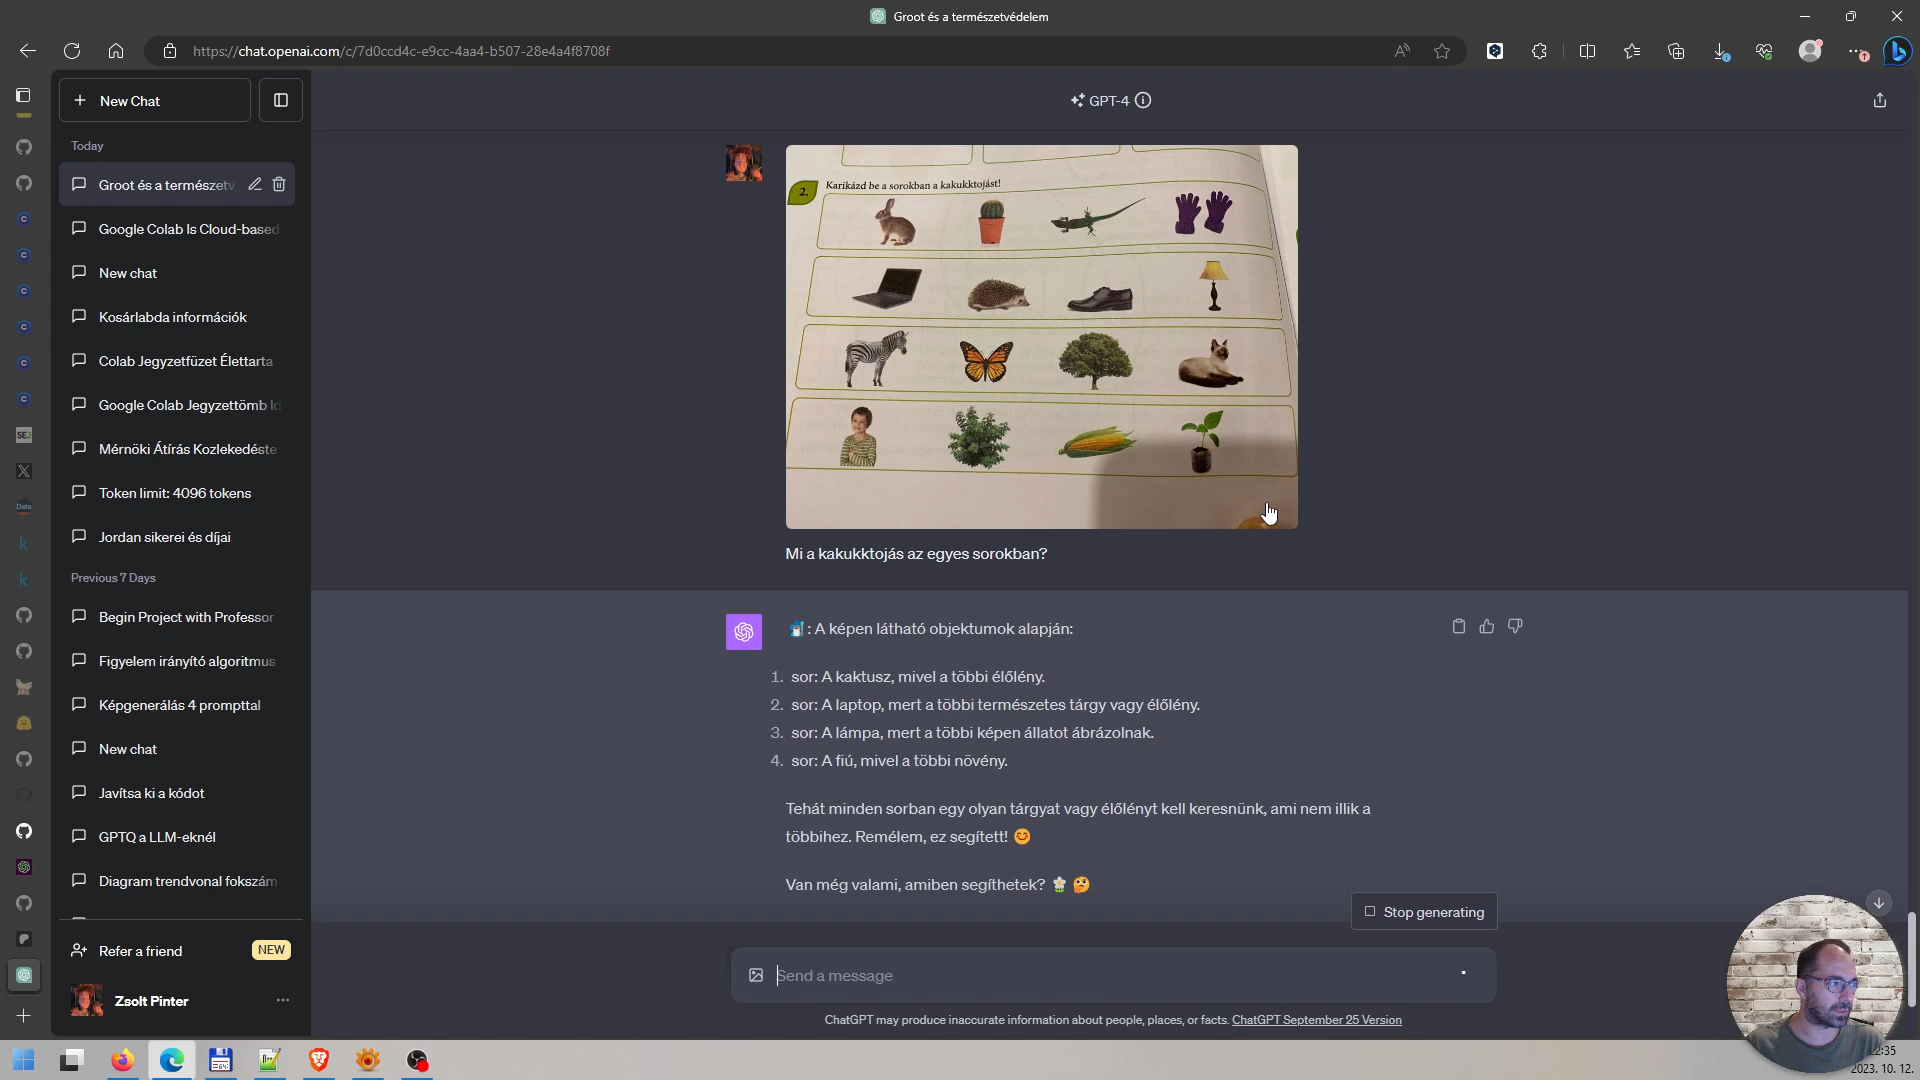 Groot és a természetvédelem
https://chat.openai.com/c/7d0ccd4c-e9cc-4aa4-b507-28e4a4f8708f
New Chat
GPT-4
Today
Groot és a természetv
Google Colab Is Cloud-based
New chat
Kosárlabda információk
Colab Jegyzetfüzet Élettarta
Google Colab Jegyzettömb Id
Mérnöki Átírás Kozlekedéste
Token limit: 4096 tokens
Jordan sikerei és díjai
Previous 7 Days
Begin Project with Professor
Figyelem irányító algoritmus
Képgenerálás 4 prompttal
New chat
Javítsa ki a kódot
GPTQ a LLM-eknél
Diagram trendvonal fokszám
Refer a friend
NEW
Zsolt Pinter
2.
Karikázd be a sorokban a kakukktojást!
Mi a kakukktojás az egyes sorokban?
: A képen látható objektumok alapján:
1. sor: A kaktusz, mivel a többi élőlény.
2. sor: A laptop, mert a többi természetes tárgy vagy élőlény.
3. sor: A lámpa, mert a többi képen állatot ábrázolnak.
4. sor: A fiú, mivel a többi növény.
Tehát minden sorban egy olyan tárgyat vagy élőlényt kell keresnünk, ami nem illik a
többihez. Remélem, ez segített! 😊
Van még valami, amiben segíthetek? 🤔
Stop generating
Send a message
ChatGPT may produce inaccurate information about people, places, or facts. ChatGPT September 25 Version
2023. 10. 12.